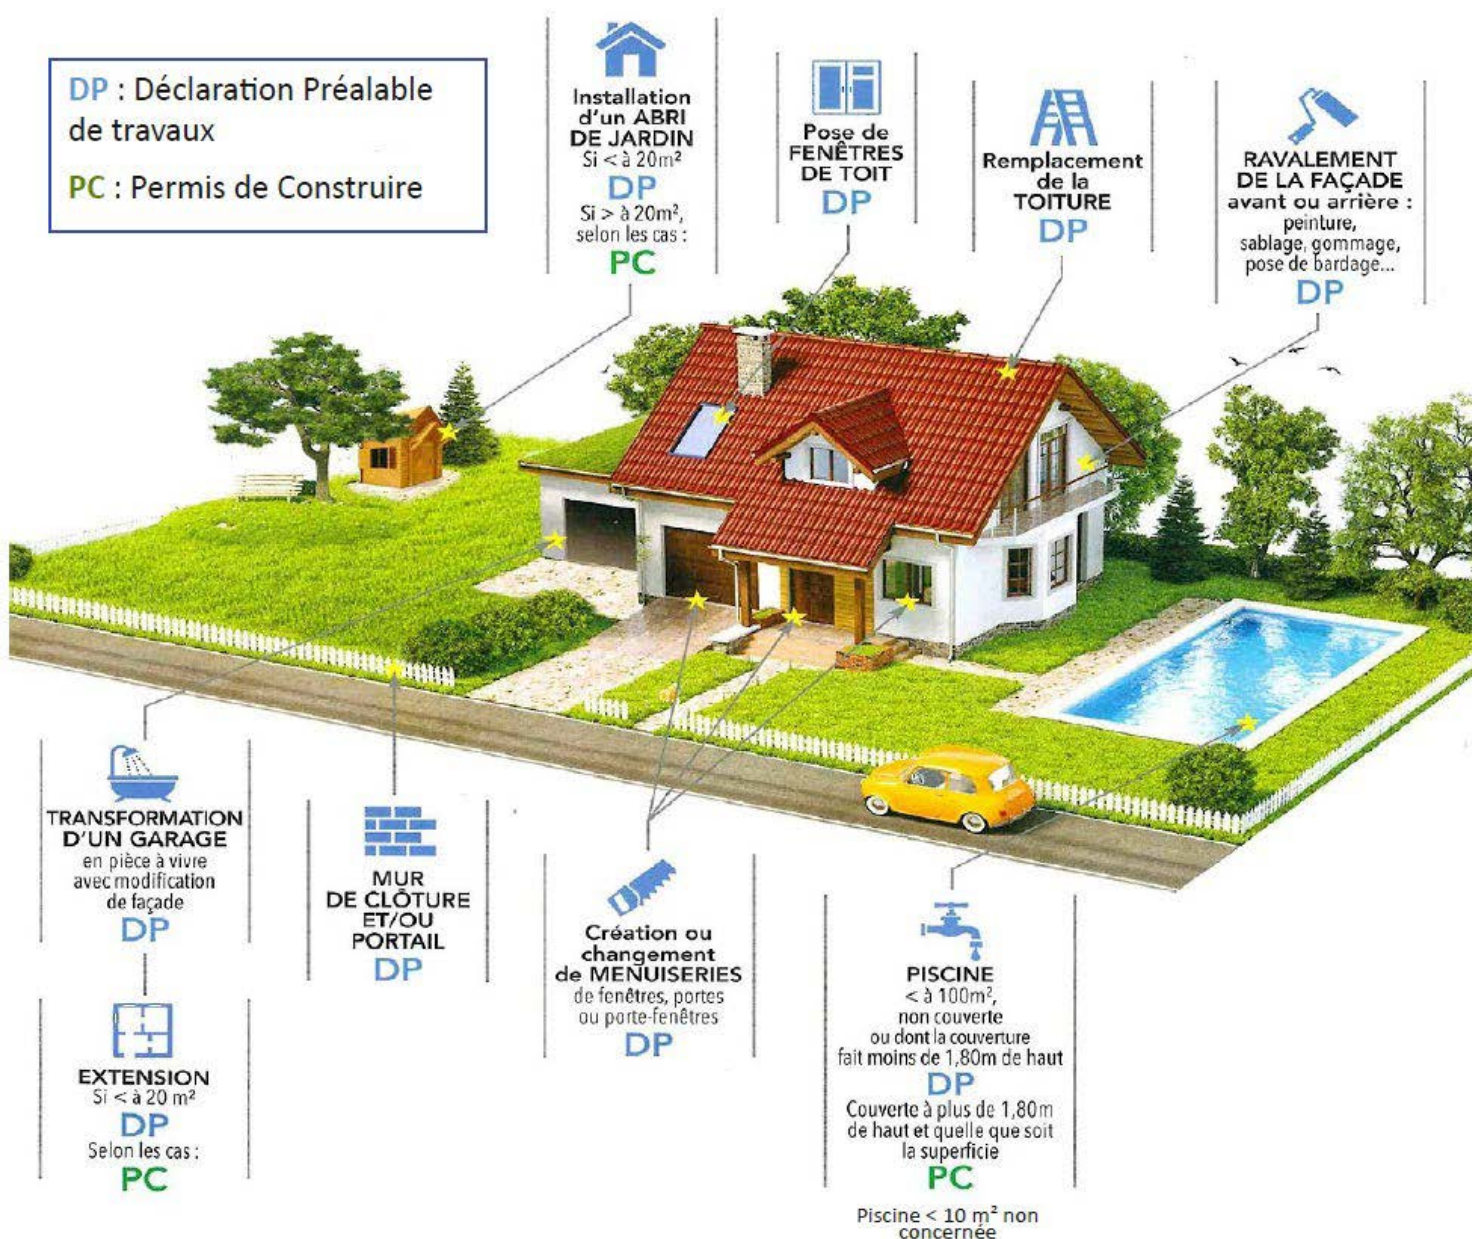 DP : Déclaration Préalable
de travaux
PC : Permis de Construire
Installation
d'un ABRI
DE JARDIN
Si < à 20m²
DP
Si > à 20m²,
selon les cas :
PC
Pose de
FENÊTRES
DE TOIT
DP
Remplacement
de la
TOITURE
DP
RAVALEMENT
DE LA FAÇADE
avant ou arrière :
peinture,
sablage, gommage,
pose de bardage...
DP
TRANSFORMATION
D'UN GARAGE
en pièce à vivre
avec modification
de façade
DP
EXTENSION
Si < à 20 m²
DP
Selon les cas :
PC
MUR
DE CLÔTURE
ET/OU
PORTAIL
DP
Création ou
changement
de MENUISERIES
de fenêtres, portes
ou porte-fenêtres
DP
PISCINE
< à 100m²,
non couverte
ou dont la couverture
fait moins de 1,80m de haut
DP
Couverte à plus de 1,80m
de haut et quelle que soit
la superficie
PC
Piscine < 10 m² non
concernée